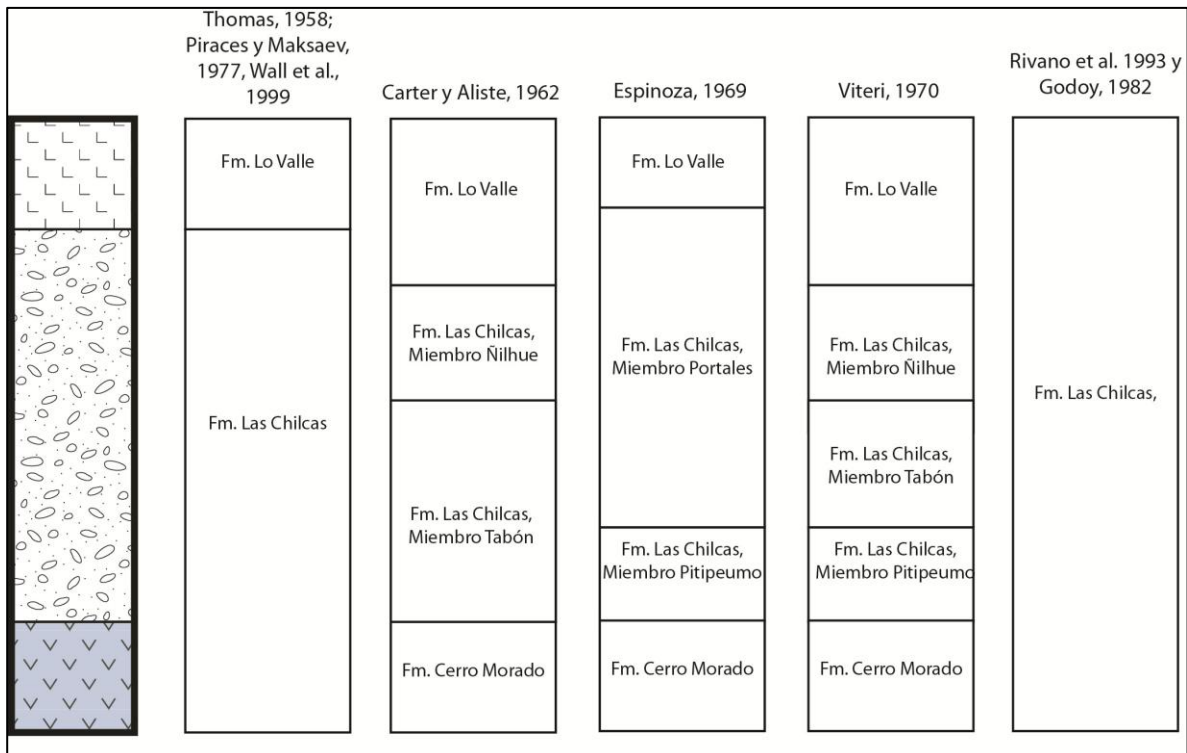 Thomas, 1958;
Piraces y Maksaev,
1977, Wall et al.,
1999
Carter y Aliste, 1962
Espinoza, 1969
Viteri, 1970
Rivano et al. 1993 y
Godoy, 1982
Fm. Lo Valle
Fm. Las Chilcas
Fm. Lo Valle
Fm. Las Chilcas,
Miembro Ñilhue
Fm. Las Chilcas,
Miembro Tabón
Fm. Cerro Morado
Fm. Lo Valle
Fm. Las Chilcas,
Miembro Portales
Fm. Las Chilcas,
Miembro Pitipeumo
Fm. Cerro Morado
Fm. Lo Valle
Fm. Las Chilcas,
Miembro Ñilhue
Fm. Las Chilcas,
Miembro Tabón
Fm. Las Chilcas,
Miembro Pitipeumo
Fm. Cerro Morado
Fm. Las Chilcas,